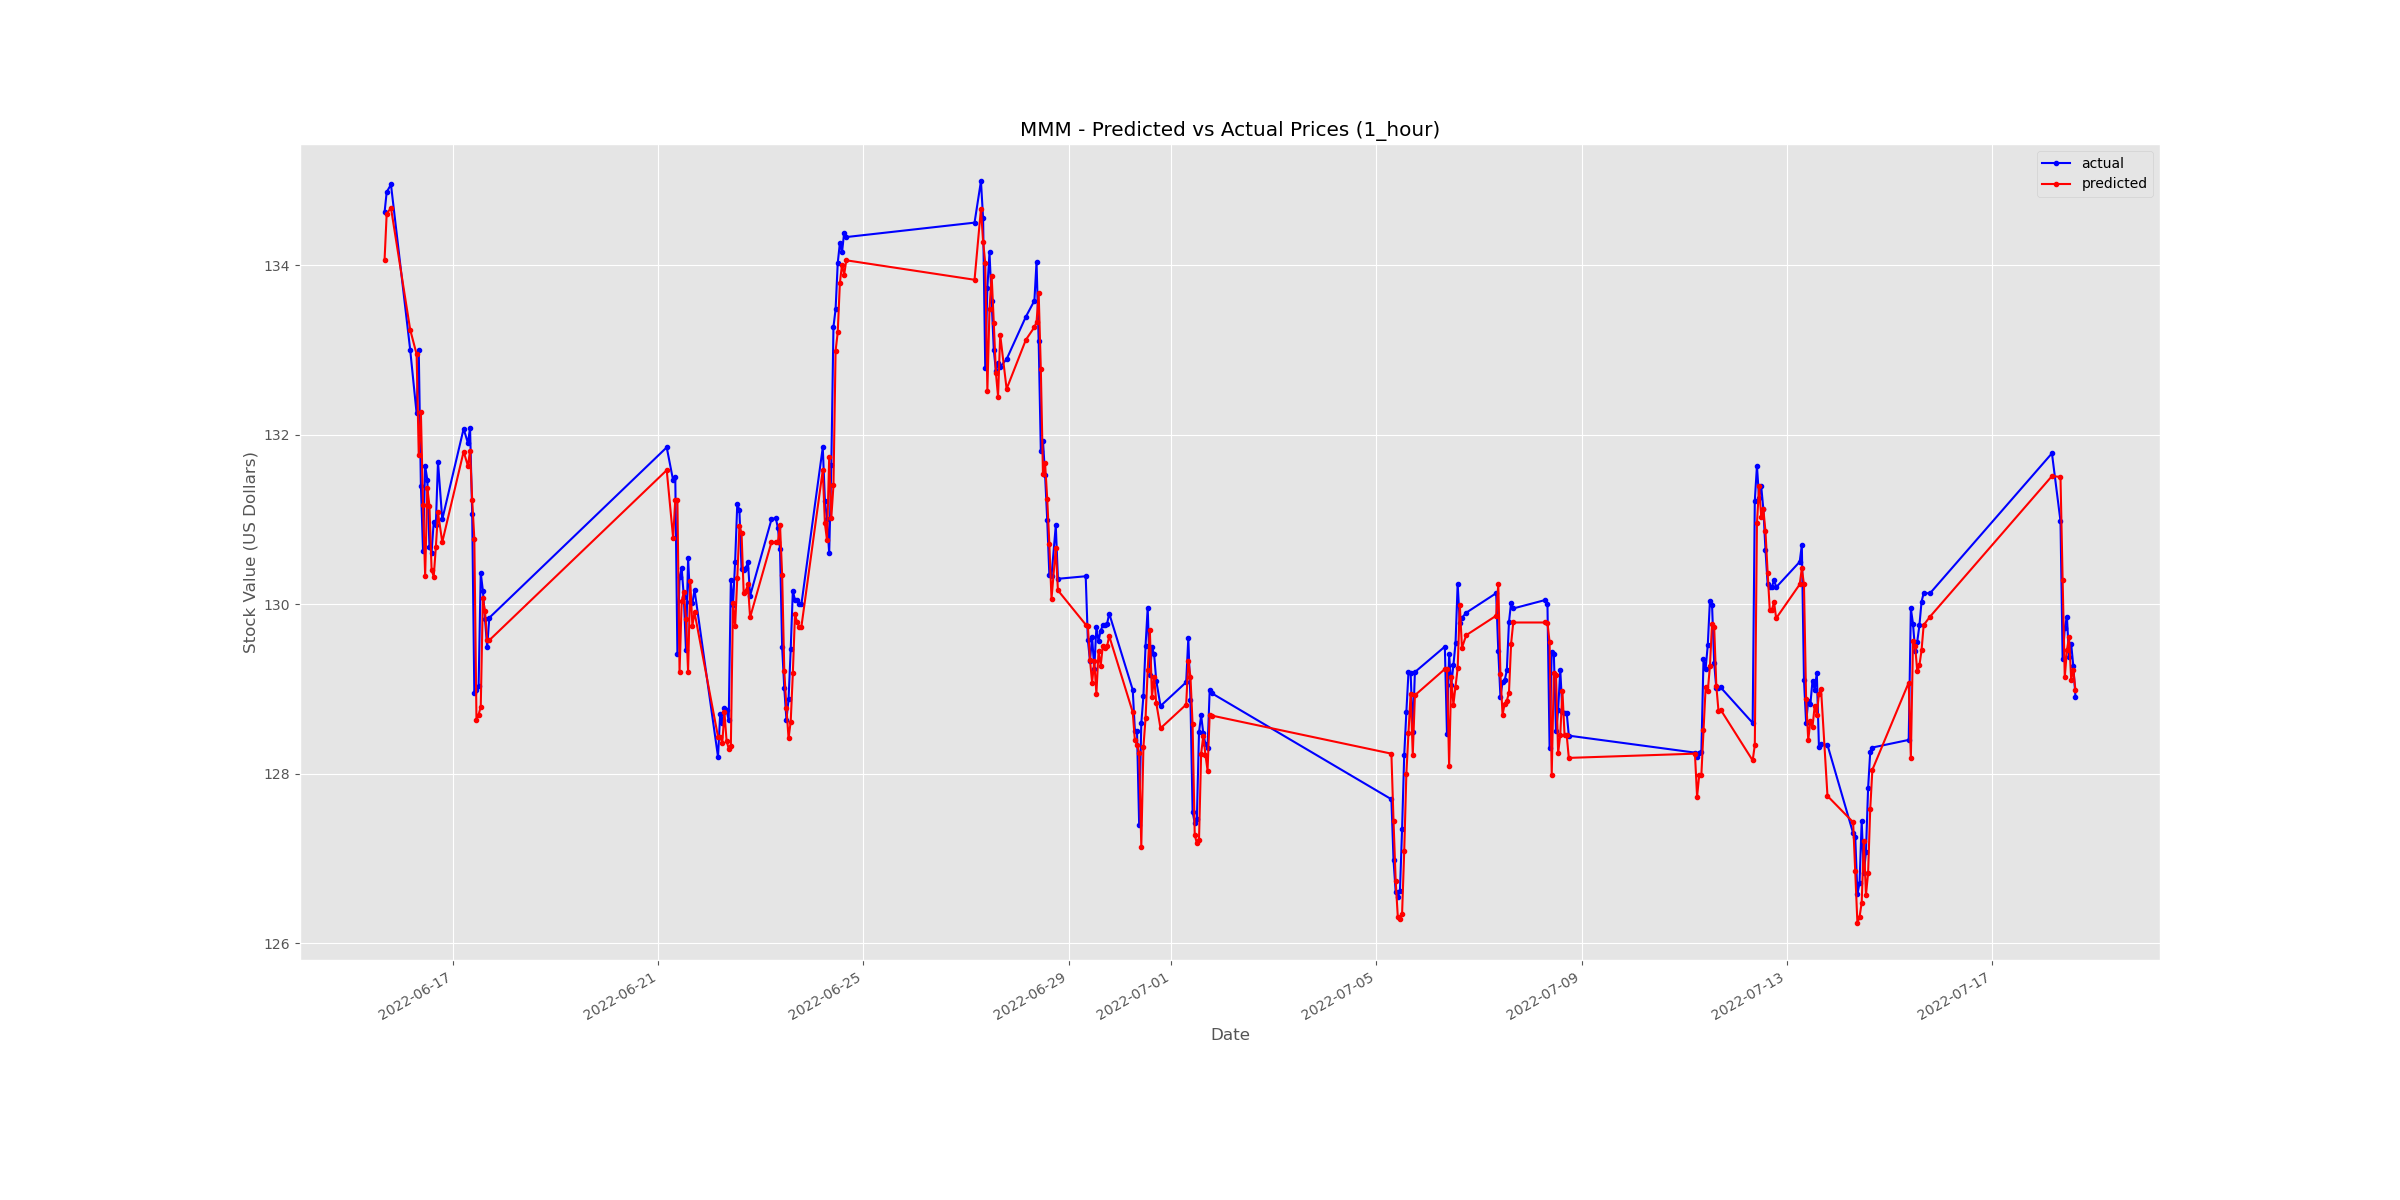 MMM - Predicted vs Actual Prices (1_hour)
actual
predicted
Stock Value (US Dollars)
134
132
130
128
126
2022-06-17
2022-06-21
2022-06-25
2022-06-29
2022-07-01
2022-07-05
2022-07-09
2022-07-13
2022-07-17
Date